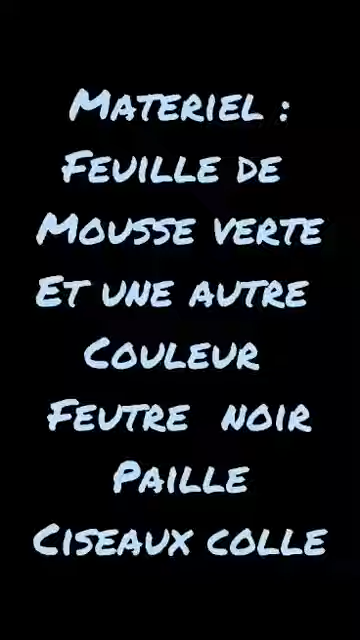 Materiel :
Feuille de
Mousse verte
Et une autre
Couleur
Feutre noir
Paille
Ciseaux colle